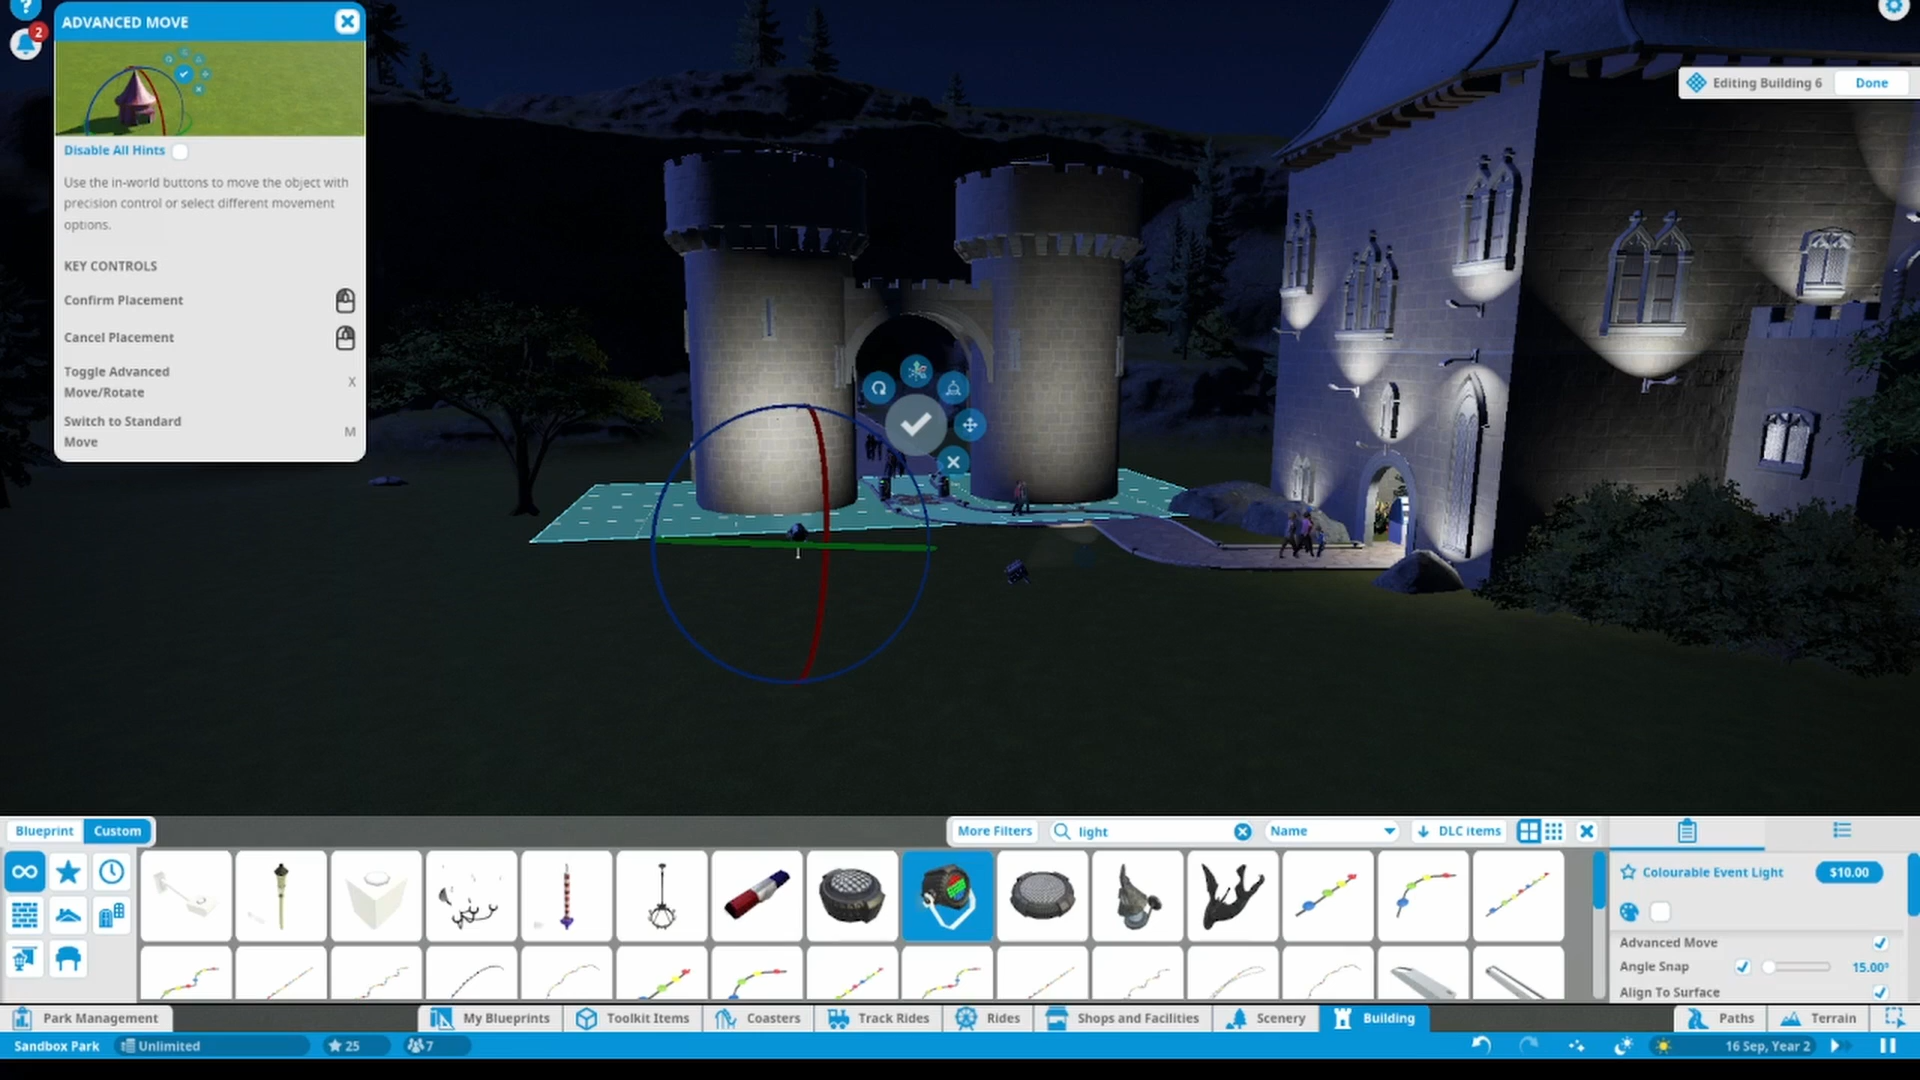 ?
2
ADVANCED MOVE
Disable All Hints
Use the in-world buttons to move the object with
precision control or select different movement
options.
KEY CONTROLS
Confirm Placement
Cancel Placement
Toggle Advanced
Move/Rotate
X
Switch to Standard
Move
M
Editing Building 6
Done
Blueprint
Custom
More Filters
light
Name
DLC items
Colourable Event Light
$10.00
Advanced Move
Angle Snap
15.00°
Align To Surface
Park Management
My Blueprints
Toolkit Items
Coasters
Track Rides
Rides
Shops and Facilities
Scenery
Building
Paths
Terrain
Sandbox Park
Unlimited
25
7
16 Sep, Year 2